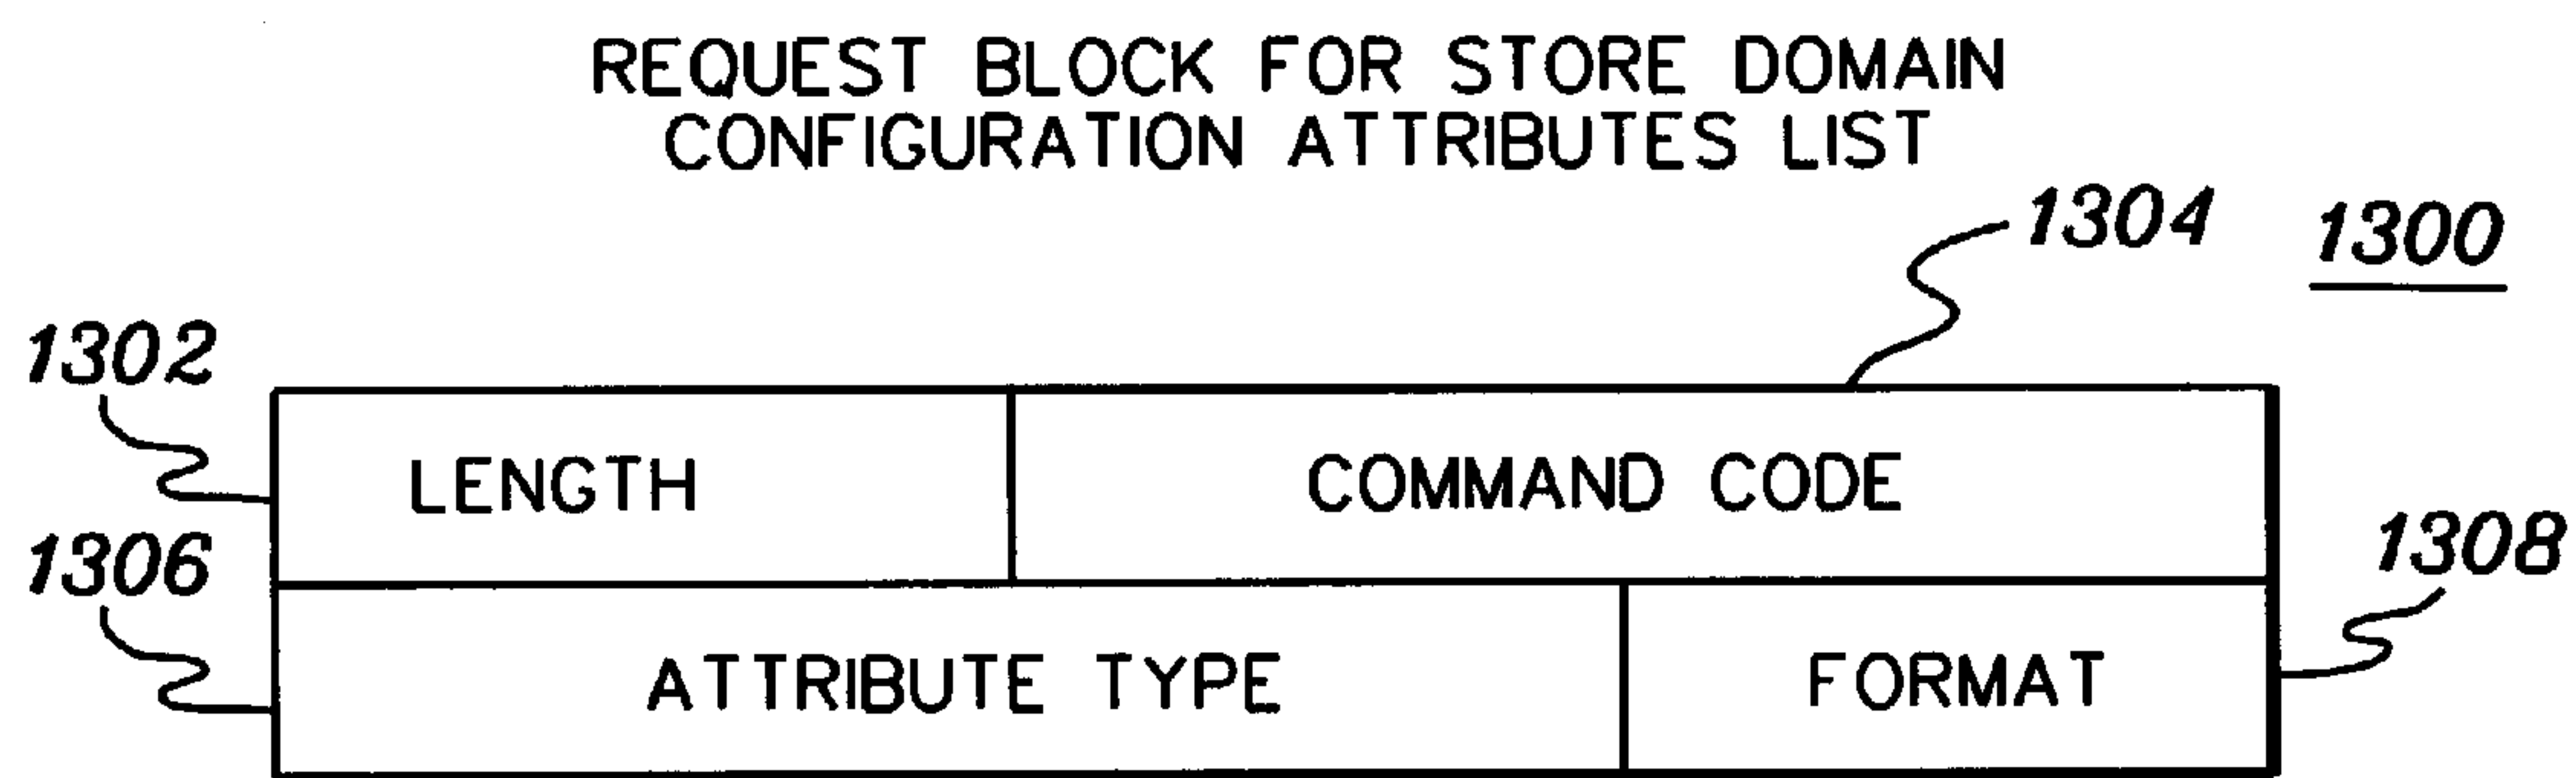 REQUEST BLOCK FOR STORE DOMAIN
CONFIGURATION ATTRIBUTES LIST
1304
1300
1302
LENGTH
COMMAND CODE
1306
1308
ATTRIBUTE TYPE
FORMAT